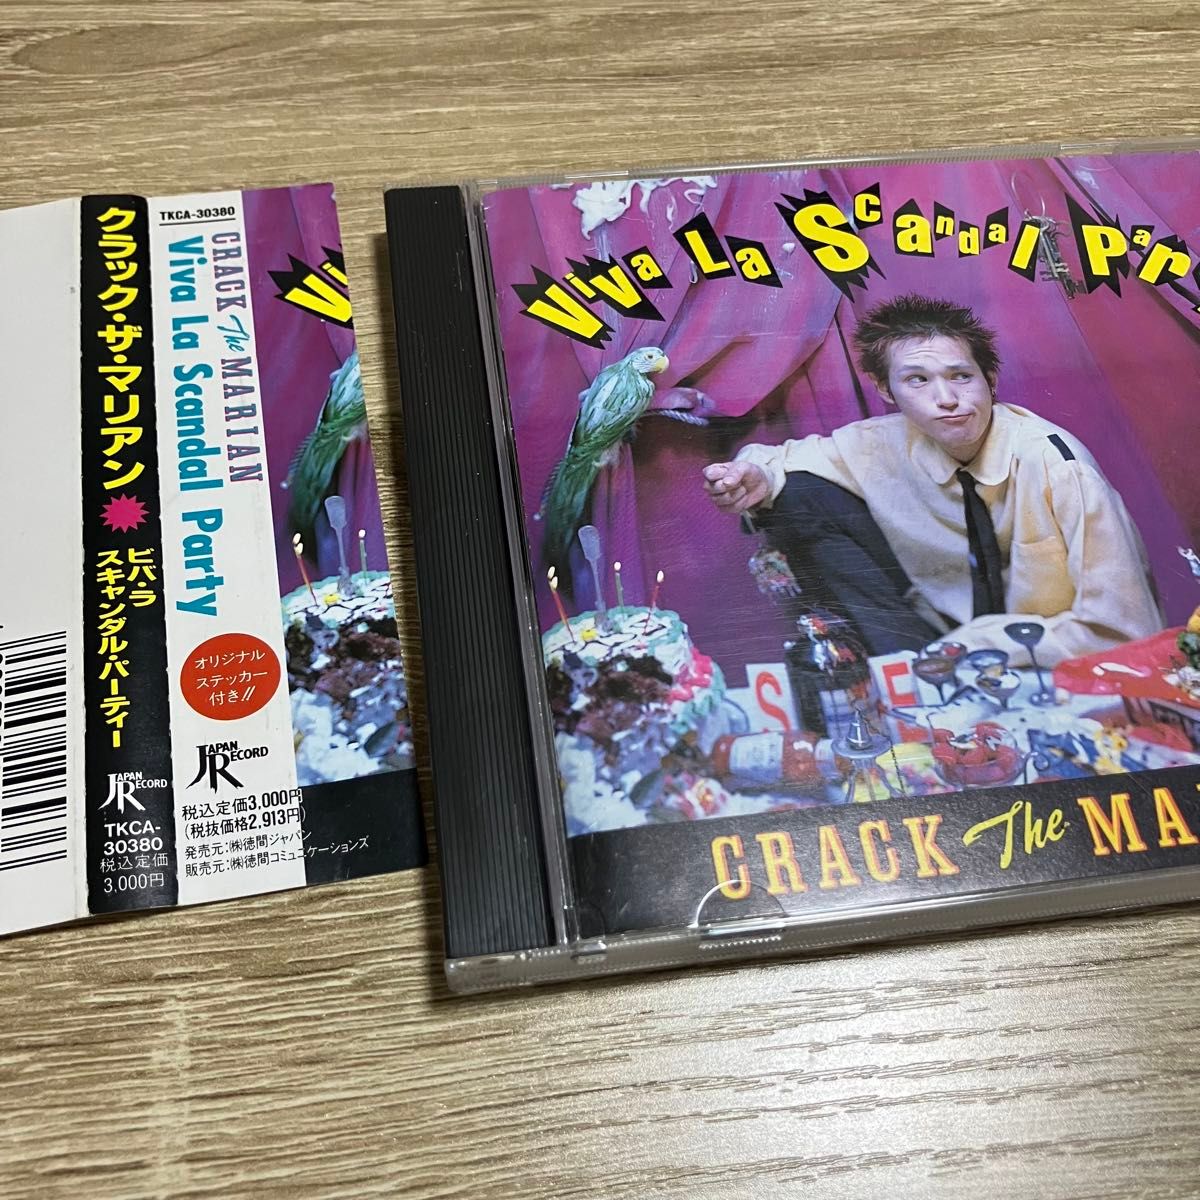 クラック・ザ・マリアン
ビバ・ラ
スキャンダル・パーティー
JAPAN RECORD
TKCA-
30380
税込定価
3,000円
TKCA-30380
CRACK The MARIAN
Viva La Scandal Party
オリジナル
ステッカー
付き!!
JAPAN RECORD
税込定価3,000円
(税抜価格2,913円)
発売元:㈱徳間ジャパン
販売元:㈱徳間コミュニケーションズ
Vi
Viva La Scandal Par
S E
CRACK The MA